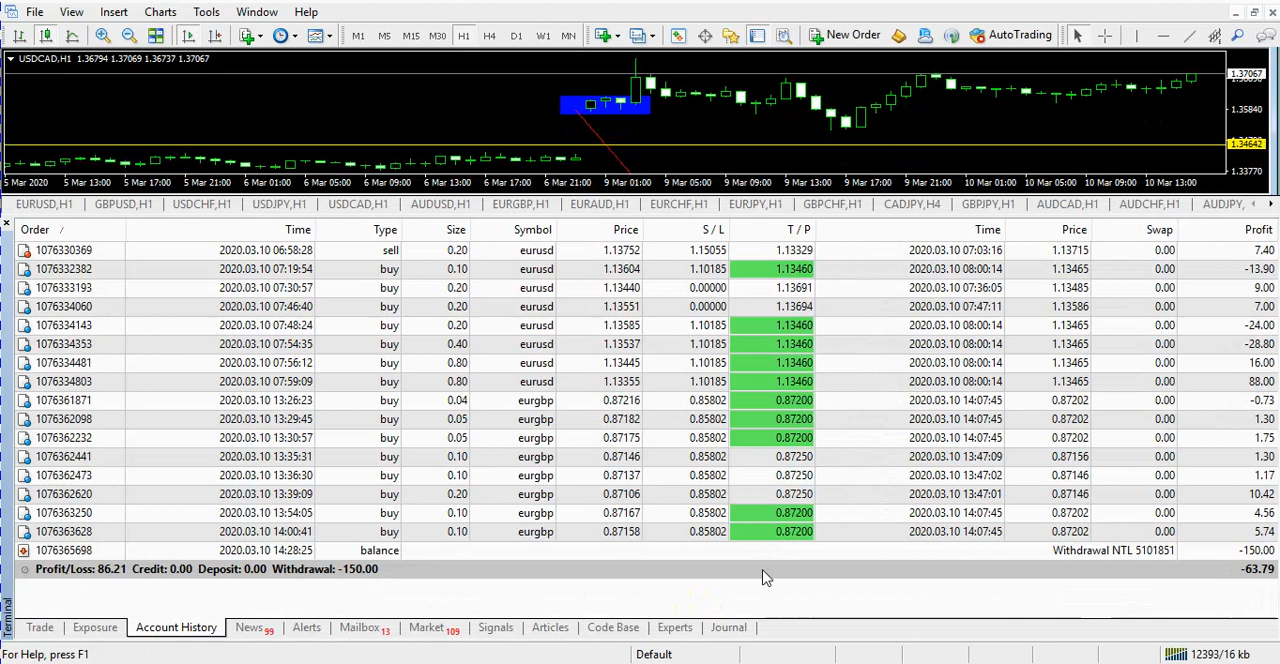 File View Insert Charts Tools Window Help
M1 M5 M15 M30 H1 H4 D1 W1 MN New Order AutoTrading
USDCAD,H1 1.36794 1.37069 1.36793 1.37067
1.37067
1.35840
1.34642
1.33770
5 Mar 2020 5 Mar 13:00 5 Mar 17:00 5 Mar 21:00 6 Mar 01:00 6 Mar 05:00 6 Mar 09:00 6 Mar 13:00 6 Mar 17:00 6 Mar 21:00 9 Mar 01:00 9 Mar 05:00 9 Mar 09:00 9 Mar 13:00 9 Mar 17:00 9 Mar 21:00 10 Mar 01:00 10 Mar 05:00 10 Mar 09:00 10 Mar 13:00
EURUSD,H1 GBPUSD,H1 USDCHF,H1 USDJPY,H1 USDCAD,H1 AUDUSD,H1 EURGBP,H1 EURAUD,H1 EURCHF,H1 EURJPY,H1 GBPCHF,H1 CADJPY,H4 GBPJPY,H1 AUDCAD,H1 AUDCHF,H1 AUDJPY,
Order Time Type Size Symbol Price S / L T / P Time Price Swap Profit
1076330369 2020.03.10 06:58:28 sell 0.20 eurusd 1.13752 1.15055 1.13329 2020.03.10 07:03:16 1.13715 0.00 7.40
1076332383 2020.03.10 07:19:54 buy 0.10 eurusd 1.13604 1.10185 1.13460 2020.03.10 08:00:14 1.13465 0.00 -13.90
1076333193 2020.03.10 07:30:57 buy 0.20 eurusd 1.13440 0.00000 1.13691 2020.03.10 07:36:05 1.13485 0.00 9.00
1076334060 2020.03.10 07:46:40 buy 0.20 eurusd 1.13551 0.00000 1.13694 2020.03.10 07:47:11 1.13586 0.00 7.00
1076334143 2020.03.10 07:48:24 buy 0.20 eurusd 1.13585 1.10185 1.13460 2020.03.10 08:00:14 1.13465 0.00 -24.00
1076334353 2020.03.10 07:54:35 buy 0.40 eurusd 1.13537 1.10185 1.13460 2020.03.10 08:00:14 1.13465 0.00 -28.80
1076334481 2020.03.10 07:56:12 buy 0.80 eurusd 1.13445 1.10185 1.13460 2020.03.10 08:00:14 1.13465 0.00 16.00
1076334803 2020.03.10 07:59:09 buy 0.80 eurusd 1.13355 1.10185 1.13460 2020.03.10 08:00:14 1.13465 0.00 88.00
1076361871 2020.03.10 13:26:23 buy 0.04 eurgbp 0.87216 0.85802 0.87200 2020.03.10 14:07:45 0.87202 0.00 -0.73
1076362098 2020.03.10 13:29:45 buy 0.05 eurgbp 0.87182 0.85802 0.87200 2020.03.10 14:07:45 0.87202 0.00 1.30
1076362232 2020.03.10 13:30:57 buy 0.05 eurgbp 0.87175 0.85802 0.87200 2020.03.10 14:07:45 0.87202 0.00 1.75
1076362441 2020.03.10 13:35:31 buy 0.10 eurgbp 0.87146 0.85802 0.87250 2020.03.10 13:47:09 0.87156 0.00 1.30
1076362473 2020.03.10 13:36:30 buy 0.10 eurgbp 0.87137 0.85802 0.87250 2020.03.10 13:47:02 0.87146 0.00 1.17
1076362620 2020.03.10 13:39:09 buy 0.20 eurgbp 0.87106 0.85802 0.87250 2020.03.10 13:47:01 0.87146 0.00 10.42
1076363250 2020.03.10 13:54:05 buy 0.10 eurgbp 0.87167 0.85802 0.87200 2020.03.10 14:07:45 0.87202 0.00 4.56
1076363628 2020.03.10 14:00:41 buy 0.10 eurgbp 0.87158 0.85802 0.87200 2020.03.10 14:07:45 0.87202 0.00 5.74
1076365698 2020.03.10 14:28:25 balance Withdrawal NTL 5101851 -150.00
Profit/Loss: 86.21 Credit: 0.00 Deposit: 0.00 Withdrawal: -150.00 -63.79
Terminal
Trade Exposure Account History News 99 Alerts Mailbox 13 Market 109 Signals Articles Code Base Experts Journal
For Help, press F1 Default 12393/16 kb